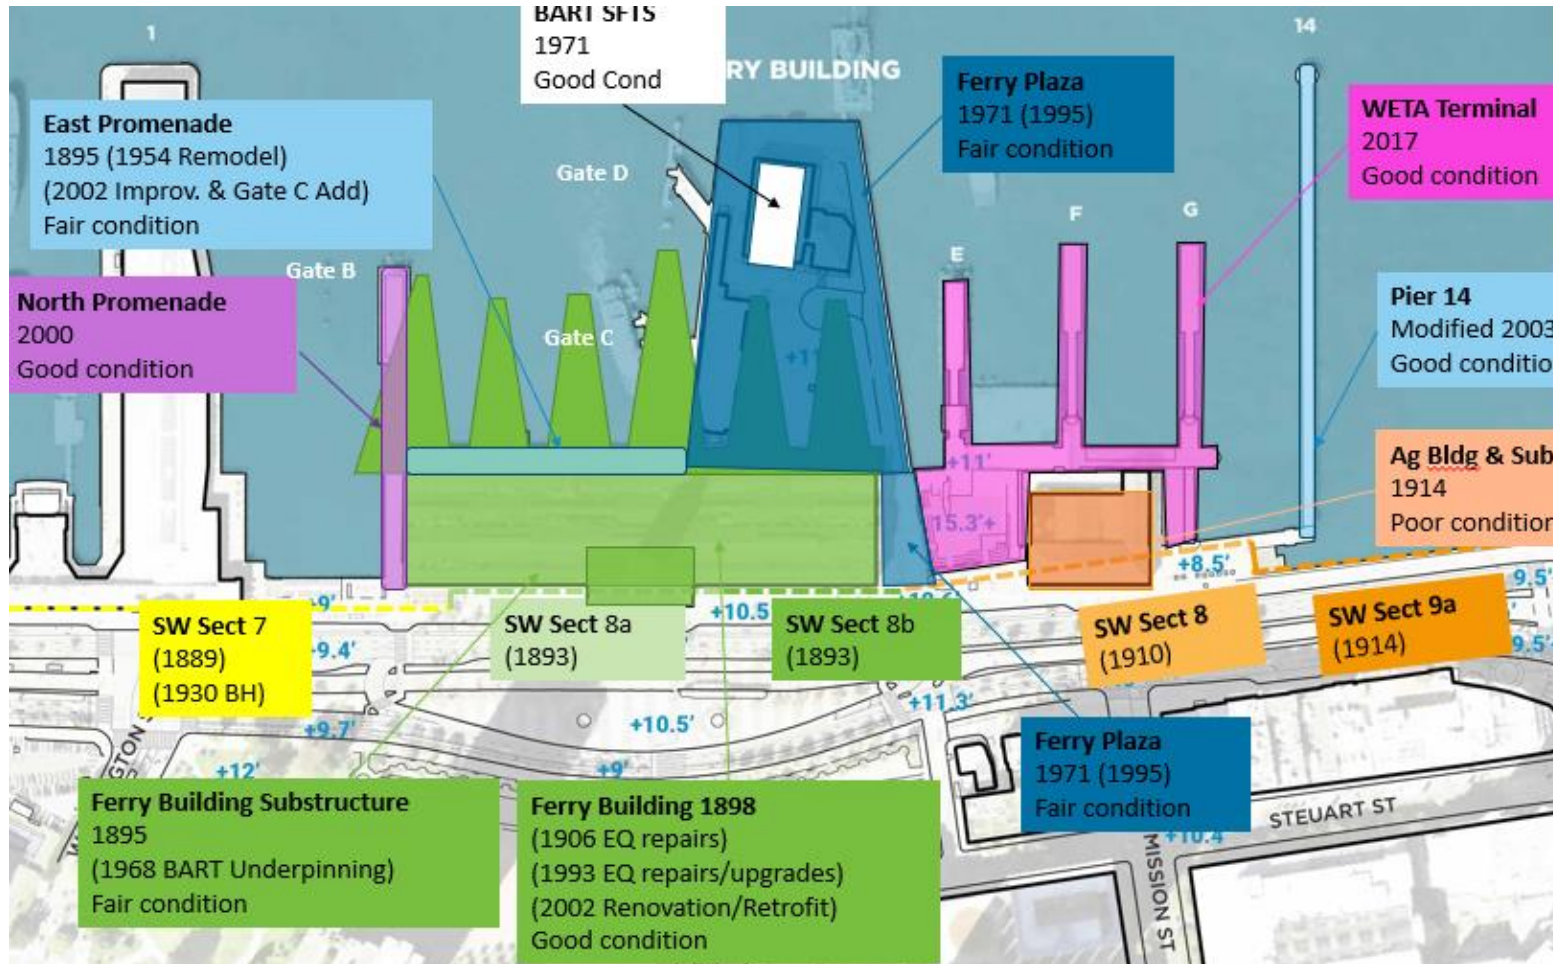 1
BART SFTS
1971
Good Cond
RY BUILDING
14
East Promenade
1895 (1954 Remodel)
(2002 Improv. & Gate C Add)
Fair condition
Ferry Plaza
1971 (1995)
Fair condition
WETA Terminal
2017
Good condition
Gate D
F
G
E
Gate B
Gate C
North Promenade
2000
Good condition
Pier 14
Modified 2003
Good conditio
Ag Bldg & Sub
1914
Poor condition
+11'
15.3'+
+8.5'
9.5'
+9'
+10.5
SW Sect 7
(1889)
(1930 BH)
+9.4'
SW Sect 8a
(1893)
SW Sect 8b
(1893)
SW Sect 8
(1910)
SW Sect 9a
(1914)
9.5'
+9.7'
+10.5'
+11.3'
+12'
+9'
Ferry Plaza
1971 (1995)
Fair condition
Ferry Building Substructure
1895
(1968 BART Underpinning)
Fair condition
Ferry Building 1898
(1906 EQ repairs)
(1993 EQ repairs/upgrades)
(2002 Renovation/Retrofit)
Good condition
STEUART ST
+10.4
MISSION ST